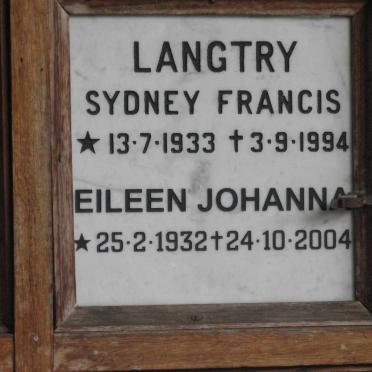 LANGTRY
SYDNEY FRANCIS
★ 13·7·1933 ✝ 3·9·1994
EILEEN JOHANNA
★ 25·2·1932 ✝ 24·10·2004